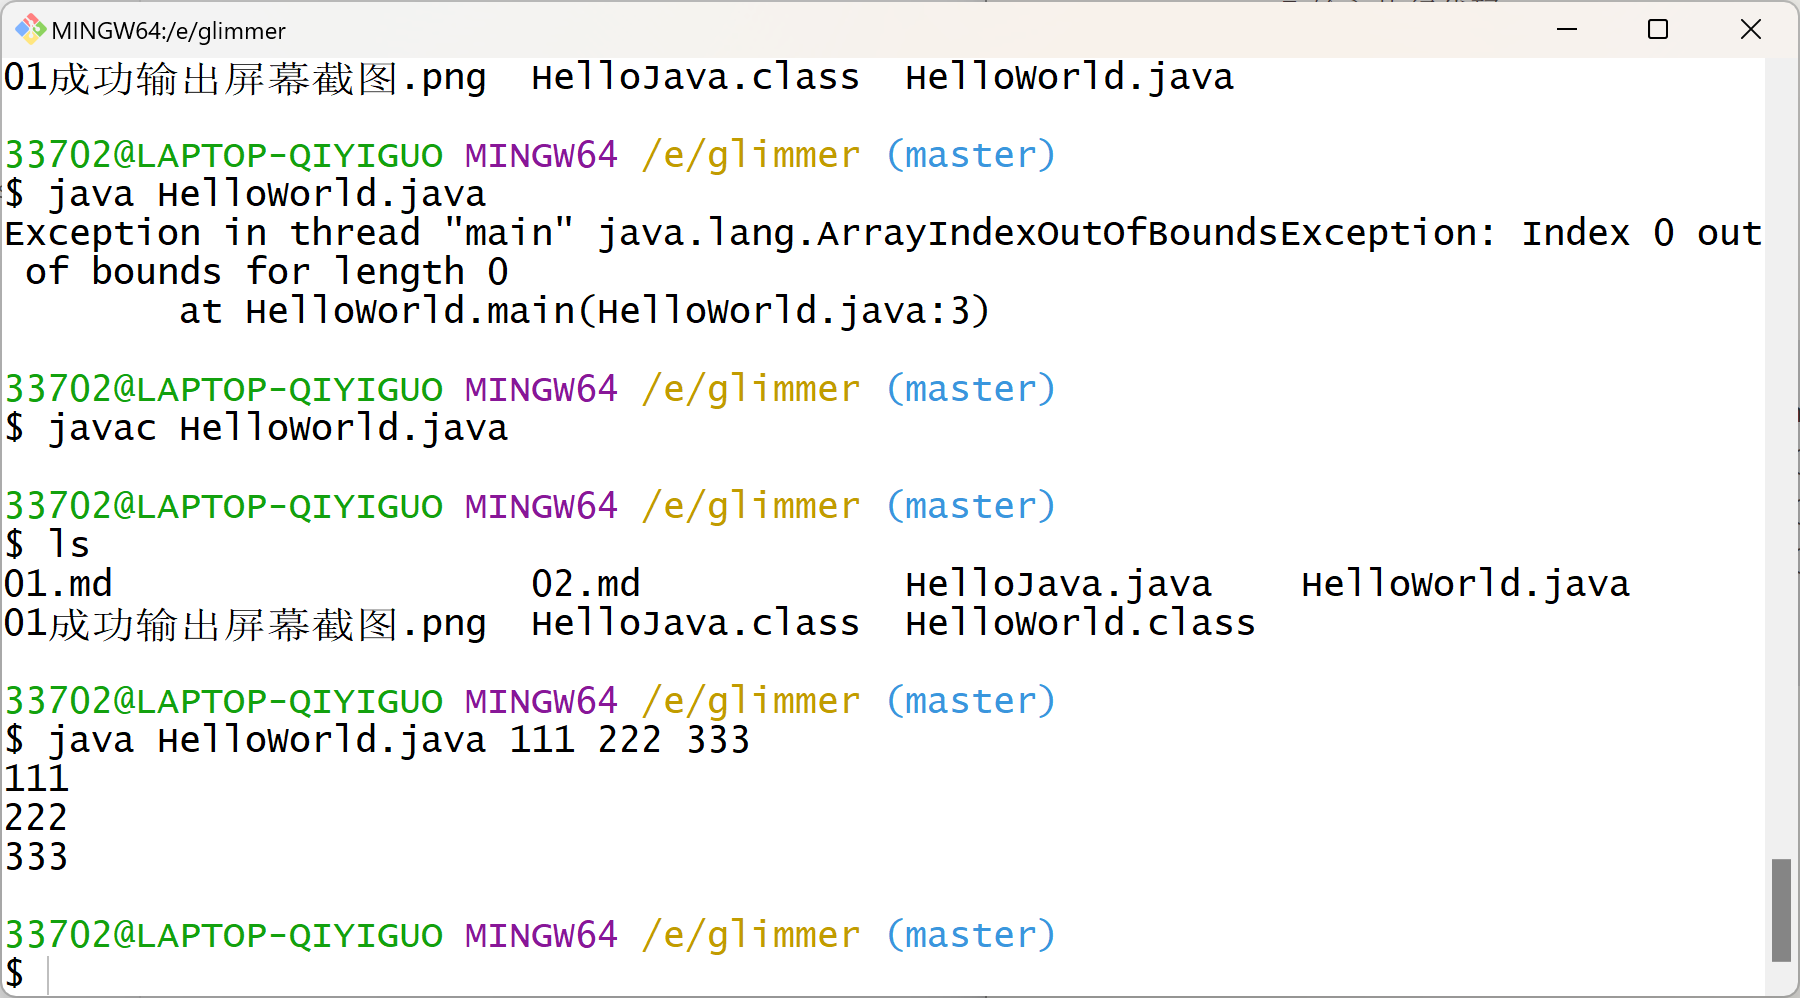 MINGW64:/e/glimmer
01成功输出屏幕截图.png  HelloJava.class  HelloWorld.java
33702@LAPTOP-QIYIGUO MINGW64 /e/glimmer (master)
$ java HelloWorld.java
Exception in thread "main" java.lang.ArrayIndexOutOfBoundsException: Index 0 out
 of bounds for length 0
        at HelloWorld.main(HelloWorld.java:3)
33702@LAPTOP-QIYIGUO MINGW64 /e/glimmer (master)
$ javac HelloWorld.java
33702@LAPTOP-QIYIGUO MINGW64 /e/glimmer (master)
$ ls
01.md                   02.md            HelloJava.java    HelloWorld.java
01成功输出屏幕截图.png  HelloJava.class  HelloWorld.class
33702@LAPTOP-QIYIGUO MINGW64 /e/glimmer (master)
$ java HelloWorld.java 111 222 333
111
222
333
33702@LAPTOP-QIYIGUO MINGW64 /e/glimmer (master)
$